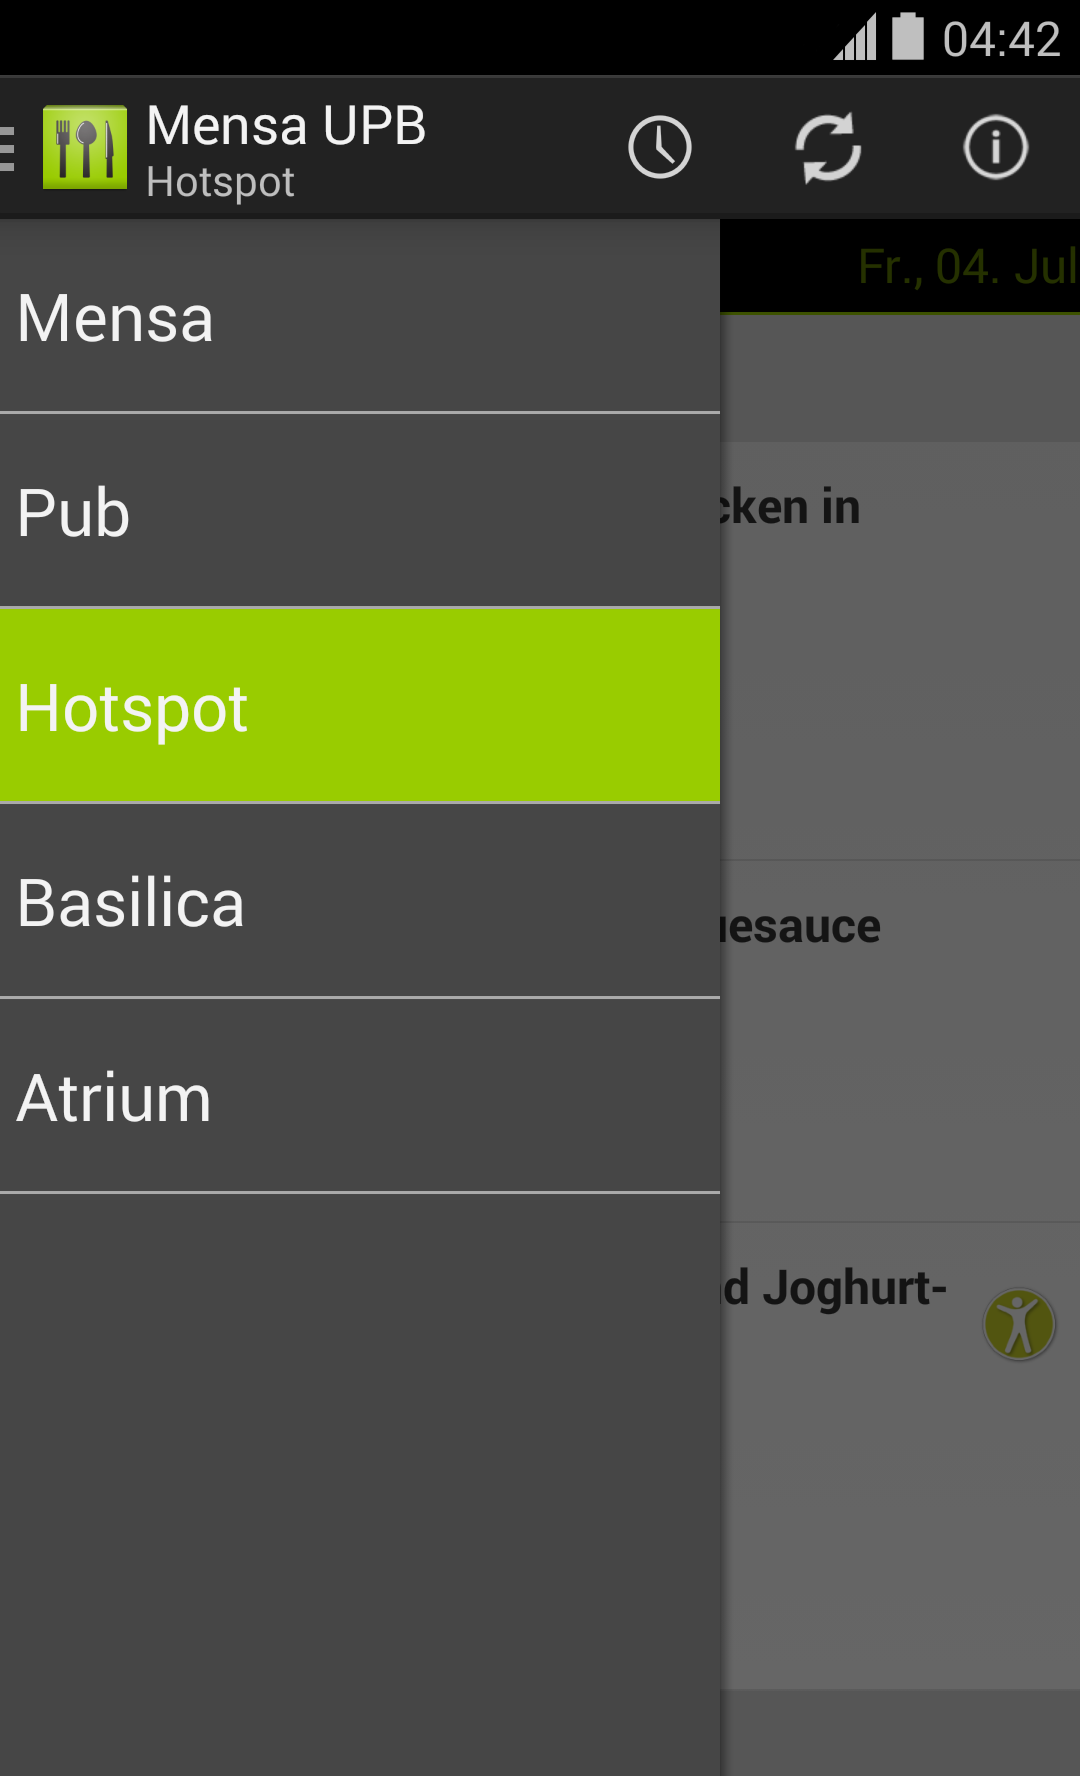 04:42
Mensa UPB
Hotspot
Fr., 04. Jul
Mensa
Pub
Hotspot
Basilica
Atrium
cken in
esauce
d Joghurt-